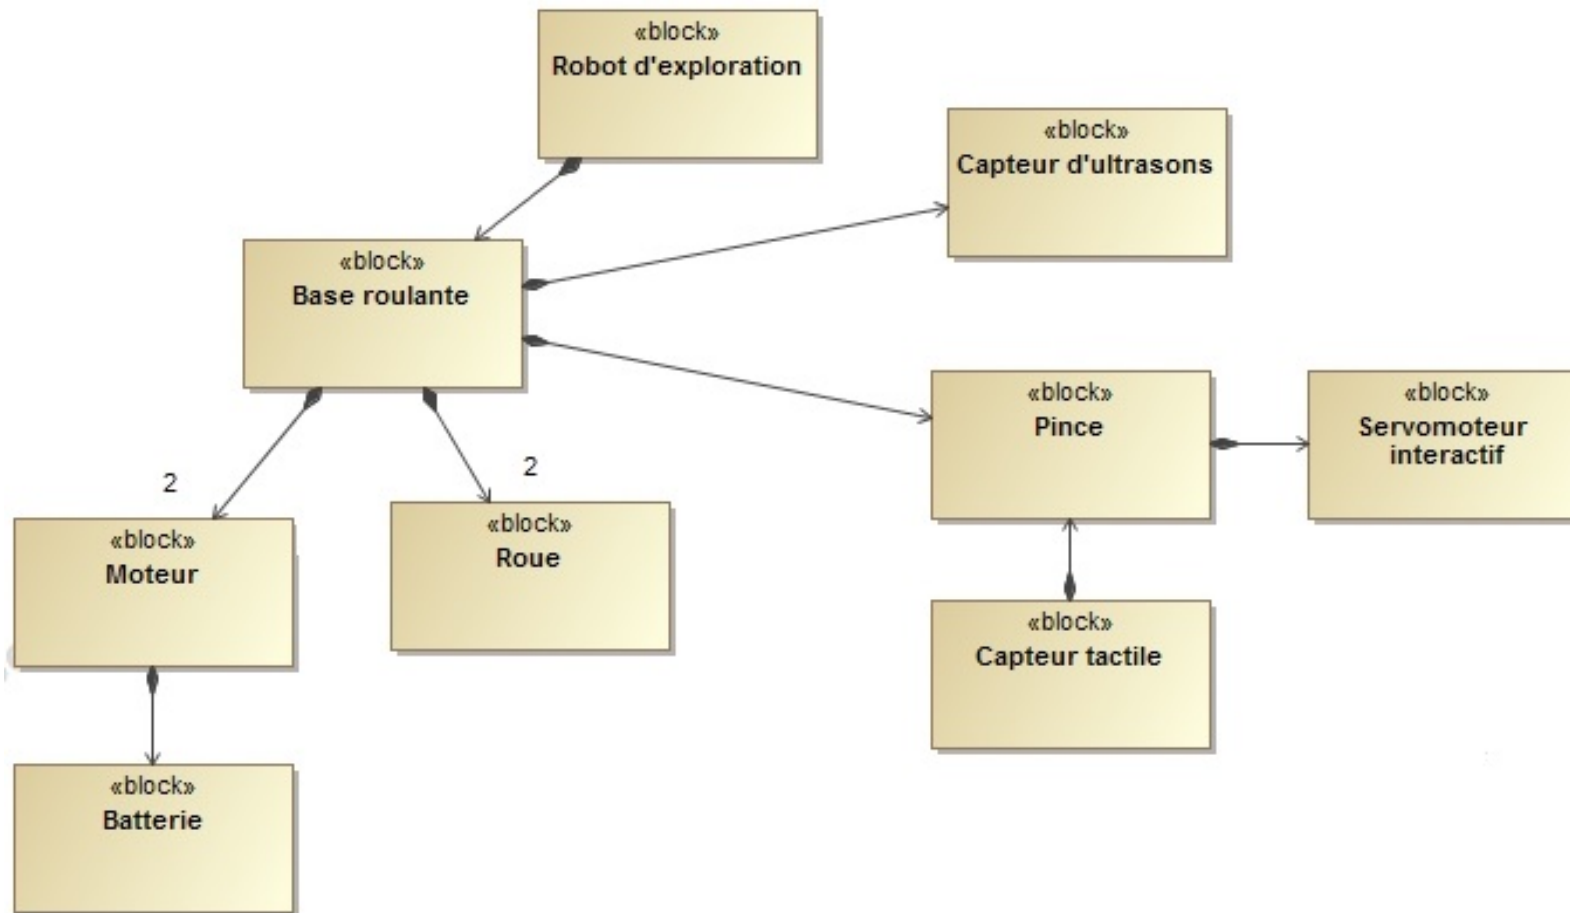 «block»
Robot d'exploration
«block»
Capteur d'ultrasons
«block»
Base roulante
«block»
Pince
«block»
Servomoteur
interactif
2
2
«block»
Moteur
«block»
Roue
«block»
Capteur tactile
«block»
Batterie